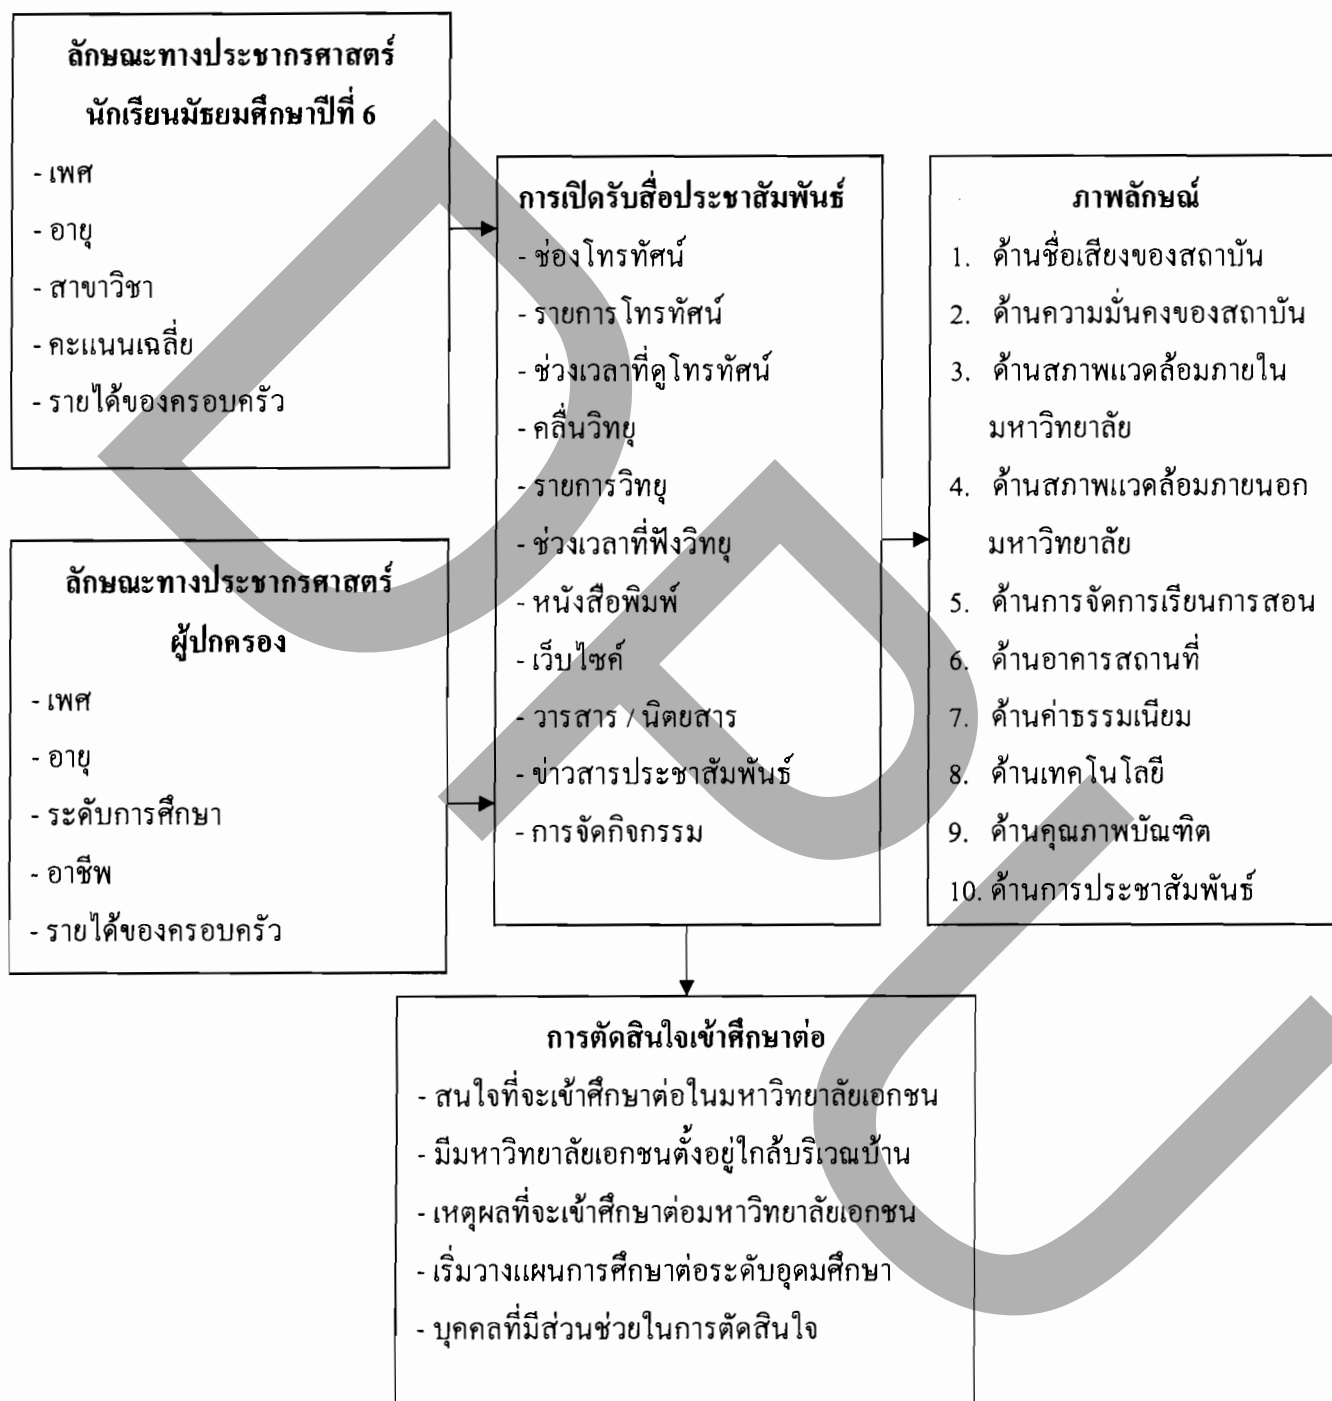 ลักษณะทางประชากรศาสตร์
นักเรียนมัธยมศึกษาปีที่ 6
- เพศ
- อายุ
- สาขาวิชา
- คะแนนเฉลี่ย
- รายได้ของครอบครัว
ลักษณะทางประชากรศาสตร์
ผู้ปกครอง
- เพศ
- อายุ
- ระดับการศึกษา
- อาชีพ
- รายได้ของครอบครัว
การเปิดรับสื่อประชาสัมพันธ์
- ช่องโทรทัศน์
- รายการโทรทัศน์
- ช่วงเวลาที่ดูโทรทัศน์
- คลื่นวิทยุ
- รายการวิทยุ
- ช่วงเวลาที่ฟังวิทยุ
- หนังสือพิมพ์
- เว็บไซค์
- วารสาร / นิตยสาร
- ข่าวสารประชาสัมพันธ์
- การจัดกิจกรรม
ภาพลักษณ์
1. ด้านชื่อเสียงของสถาบัน
2. ด้านความมั่นคงของสถาบัน
3. ด้านสภาพแวดล้อมภายใน
มหาวิทยาลัย
4. ด้านสภาพแวดล้อมภายนอก
มหาวิทยาลัย
5. ด้านการจัดการเรียนการสอน
6. ด้านอาคารสถานที่
7. ด้านค่าธรรมเนียม
8. ด้านเทคโนโลยี
9. ด้านคุณภาพบัณฑิต
10. ด้านการประชาสัมพันธ์
การตัดสินใจเข้าศึกษาต่อ
- สนใจที่จะเข้าศึกษาต่อในมหาวิทยาลัยเอกชน
- มีมหาวิทยาลัยเอกชนตั้งอยู่ใกล้บริเวณบ้าน
- เหตุผลที่จะเข้าศึกษาต่อมหาวิทยาลัยเอกชน
- เริ่มวางแผนการศึกษาต่อระดับอุดมศึกษา
- บุคคลที่มีส่วนช่วยในการตัดสินใจ
DPU